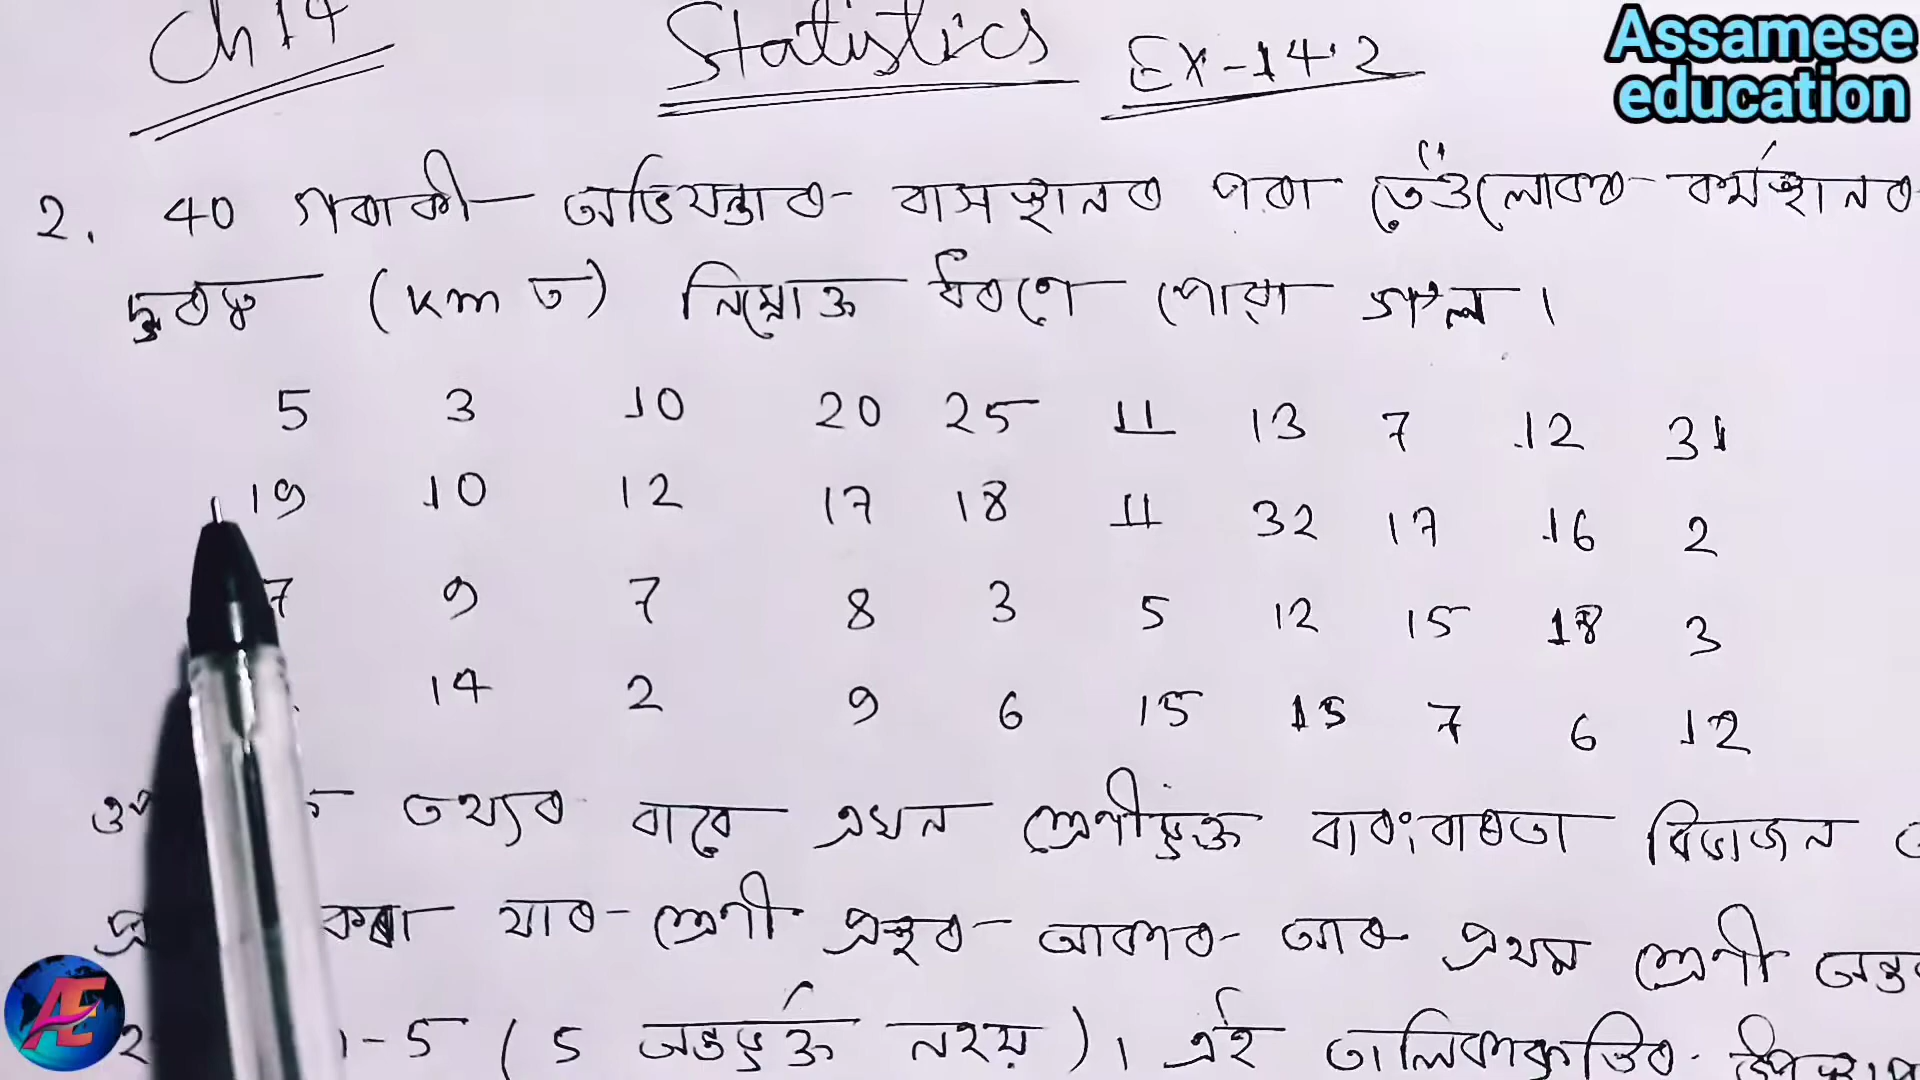 Ch 14 Statistics Ex-14.2
Assamese education
2. 40 গৰাকী অভিযন্তাৰ বাসস্থানৰ পৰা তেওঁলোকৰ কৰ্মস্থানৰ
দূৰত্ব (km ত) নিম্নোক্ত ধৰণে পোৱা গ'ল।
5 3 10 20 25 11 13 7 12 31
19 10 12 17 18 11 32 17 16 2
7 9 7 8 3 5 12 15 18 3
14 2 9 6 15 15 7 6 12
তথ্যৰ বাবে এখন শ্ৰেণীভুক্ত বাৰংবাৰতা বিভাজন
কৰা যাৰ শ্ৰেণী প্ৰস্থৰ আকাৰ আৰু প্ৰথম শ্ৰেণী
-5 (5 অন্তৰ্ভুক্ত নহয়)। এই তালিকাকৃতিৰ
AE